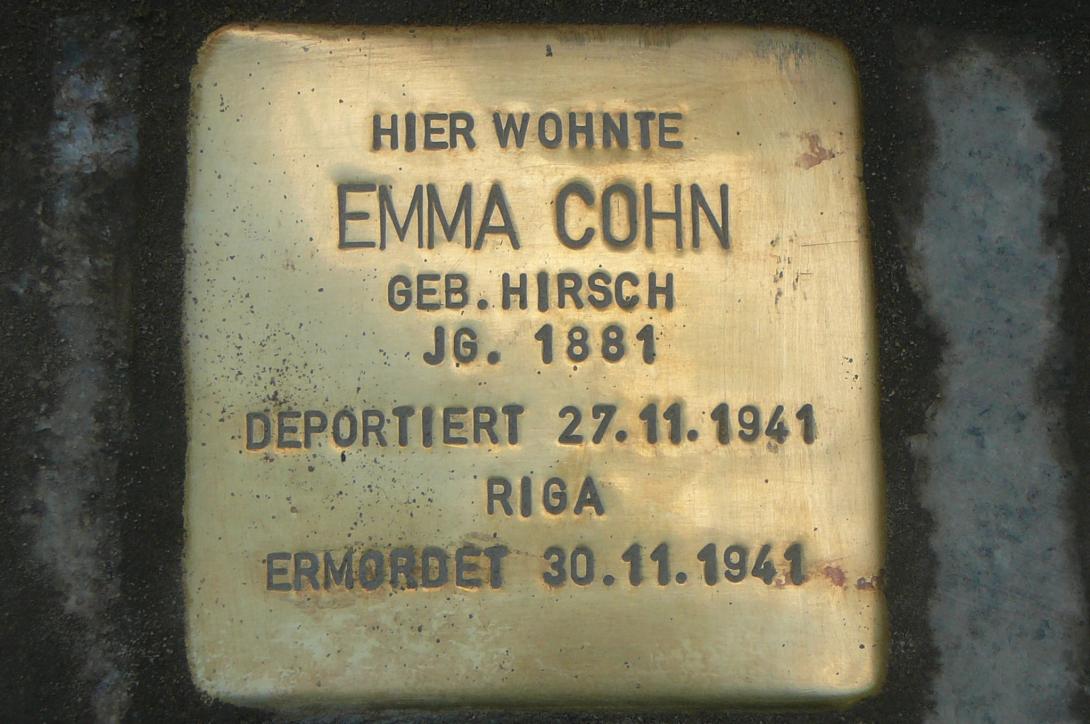 HIER WOHNTE
EMMA COHN
GEB. HIRSCH
JG. 1881
DEPORTIERT 27.11.1941
RIGA
ERMORDET 30.11.1941